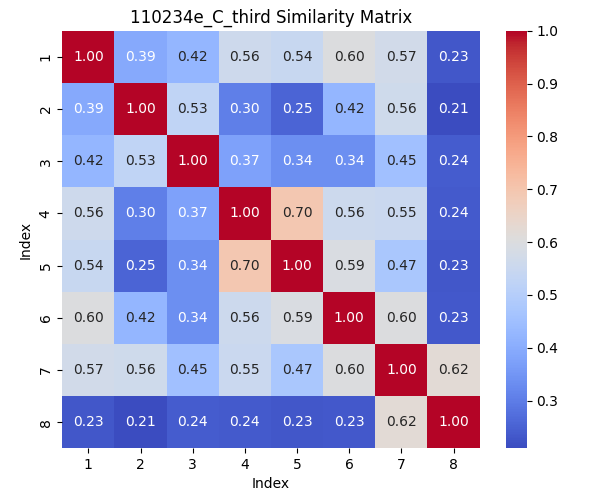 110234e_C_third Similarity Matrix
1 1.00 0.39 0.42 0.56 0.54 0.60 0.57 0.23
2 0.39 1.00 0.53 0.30 0.25 0.42 0.56 0.21
3 0.42 0.53 1.00 0.37 0.34 0.34 0.45 0.24
4 0.56 0.30 0.37 1.00 0.70 0.56 0.55 0.24
5 0.54 0.25 0.34 0.70 1.00 0.59 0.47 0.23
6 0.60 0.42 0.34 0.56 0.59 1.00 0.60 0.23
7 0.57 0.56 0.45 0.55 0.47 0.60 1.00 0.62
8 0.23 0.21 0.24 0.24 0.23 0.23 0.62 1.00
1 2 3 4 5 6 7 8
Index
Index
1.0
0.9
0.8
0.7
0.6
0.5
0.4
0.3